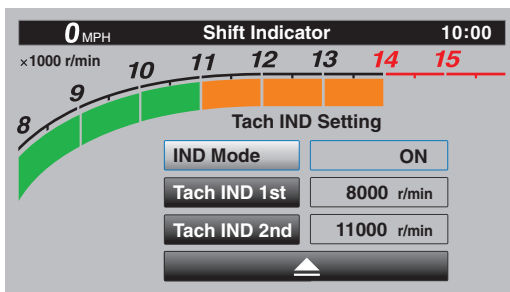 0 MPH Shift Indicator 10:00
×1000 r/min
8 9 10 11 12 13 14 15
Tach IND Setting
IND Mode ON
Tach IND 1st 8000 r/min
Tach IND 2nd 11000 r/min